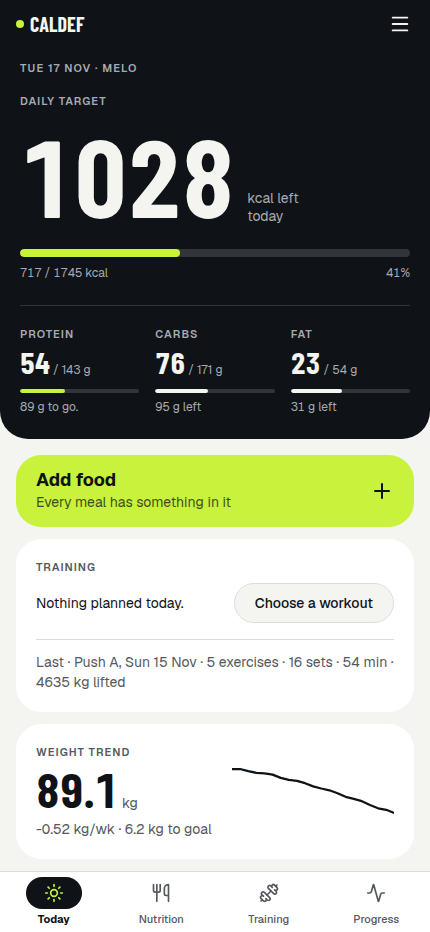 CALDEF
TUE 17 NOV · MELO
DAILY TARGET
1028
kcal left
today
717 / 1745 kcal
41%
PROTEIN
CARBS
FAT
54 / 143 g
76 / 171 g
23 / 54 g
89 g to go.
95 g left
31 g left
Add food
Every meal has something in it
TRAINING
Nothing planned today.
Choose a workout
Last · Push A, Sun 15 Nov · 5 exercises · 16 sets · 54 min ·
4635 kg lifted
WEIGHT TREND
89.1 kg
-0.52 kg/wk · 6.2 kg to goal
Today
Nutrition
Training
Progress